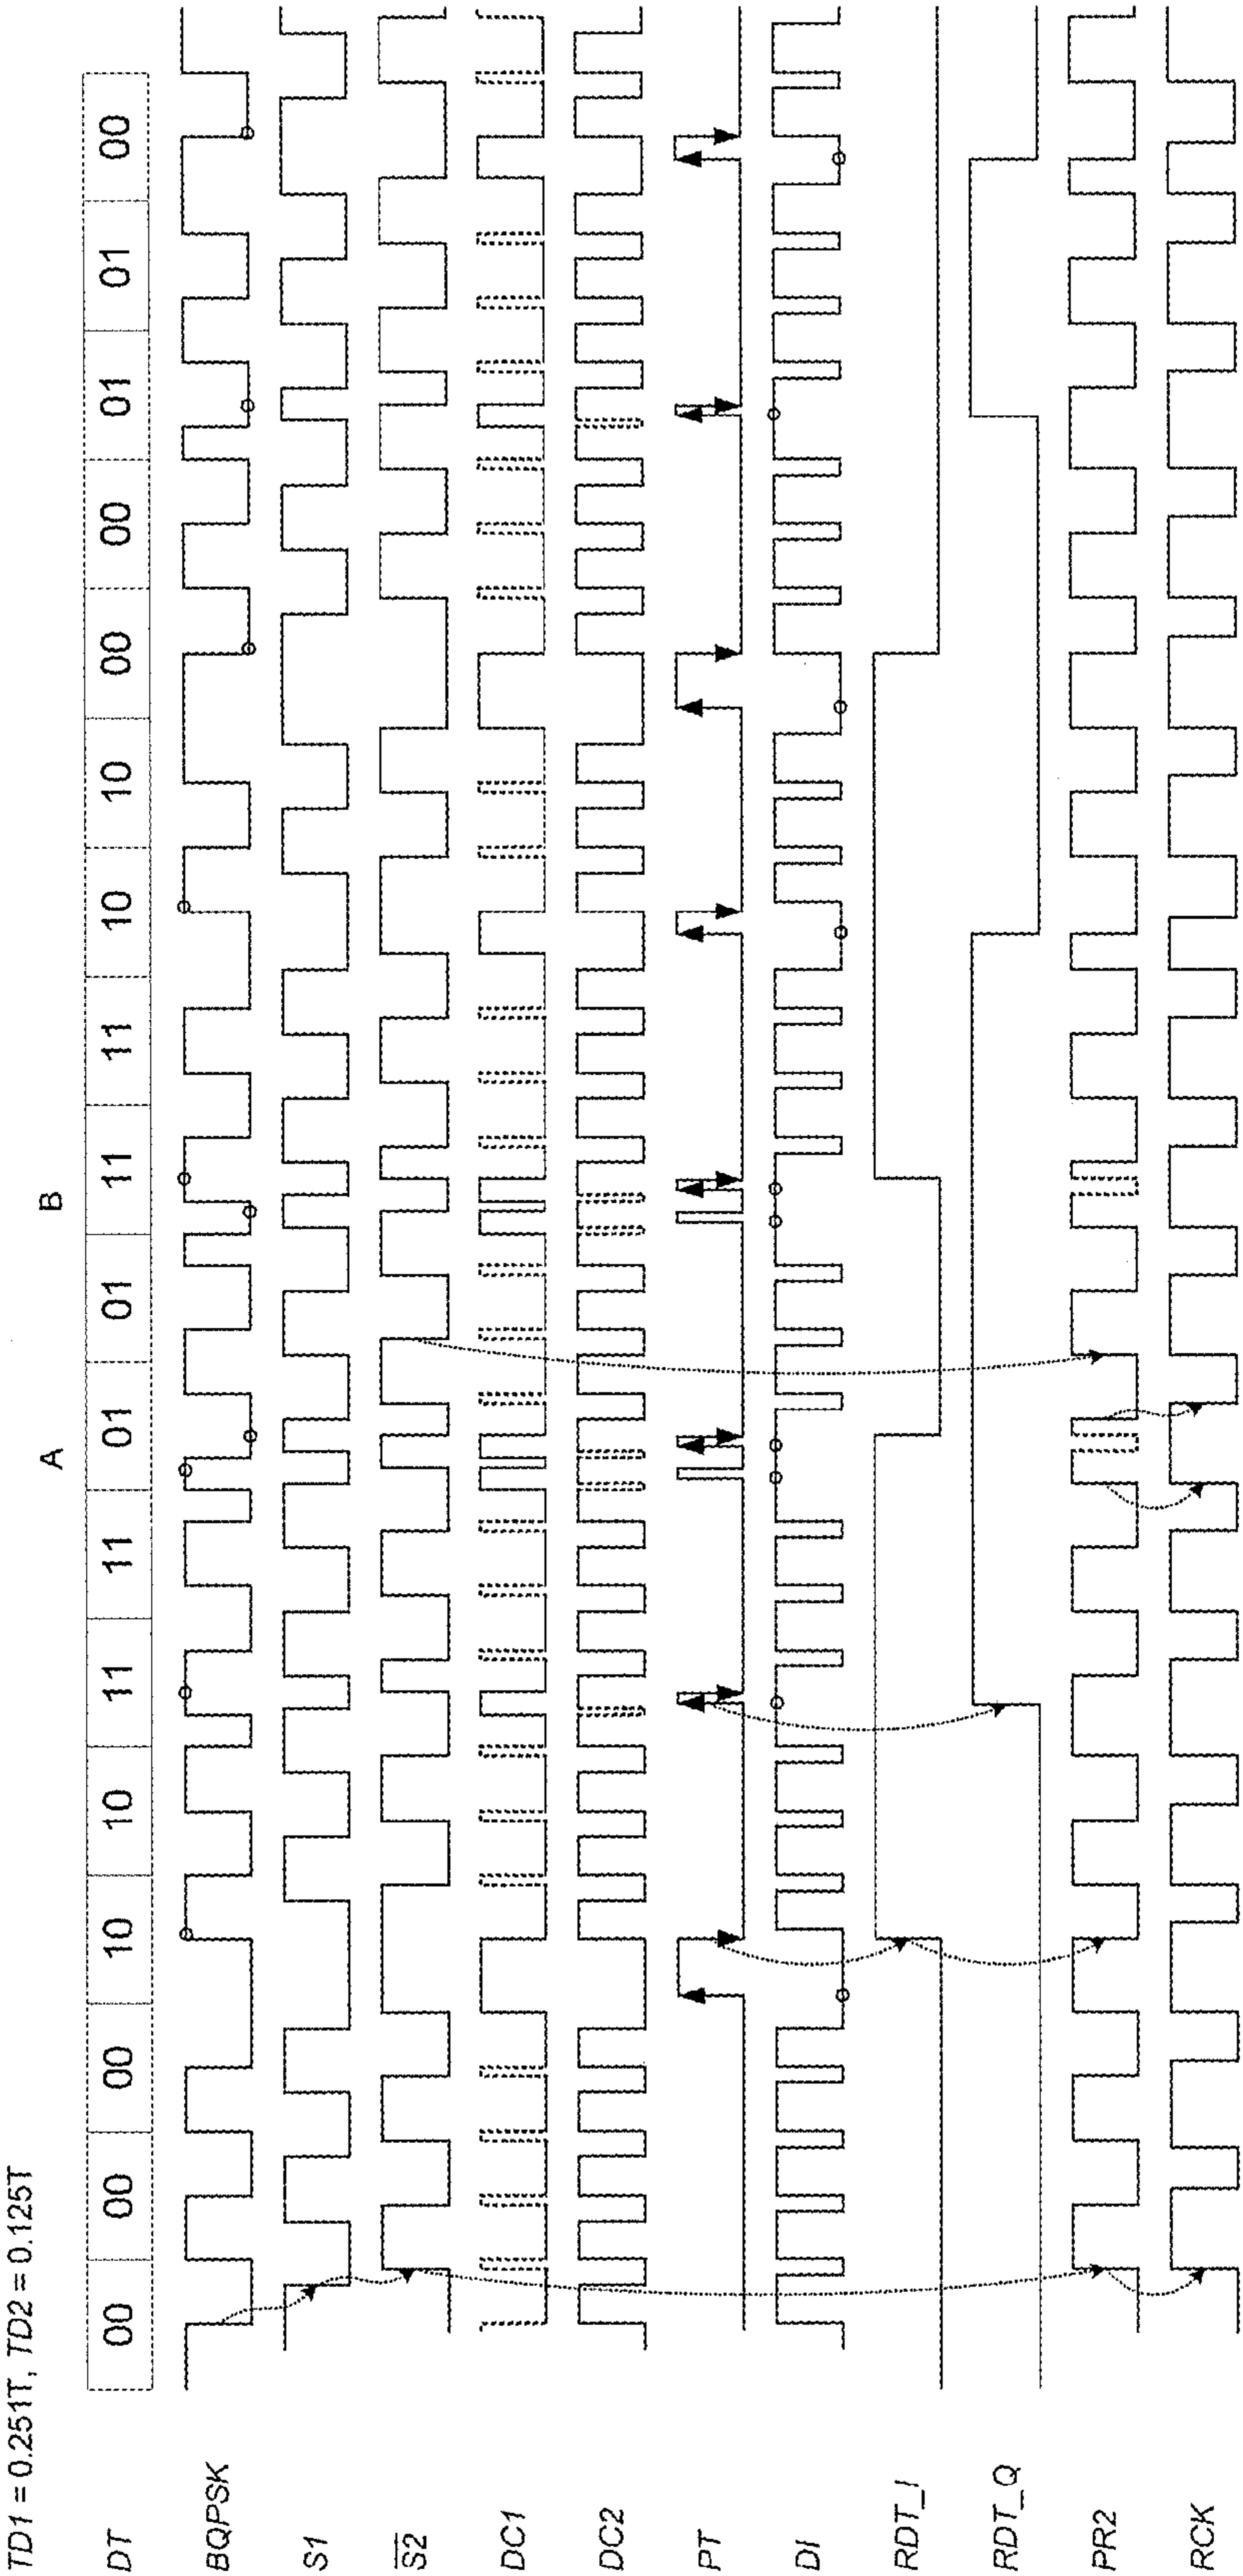 TD1 = 0.251T, TD2 = 0.125T
A B
DT 00 00 00 10 10 11 11 01 01 11 11 10 10 00 00 01 01 00
BQPSK
S1
S̅2̅
DC1
DC2
PT
DI
RDT_I
RDT_Q
PR2
RCK